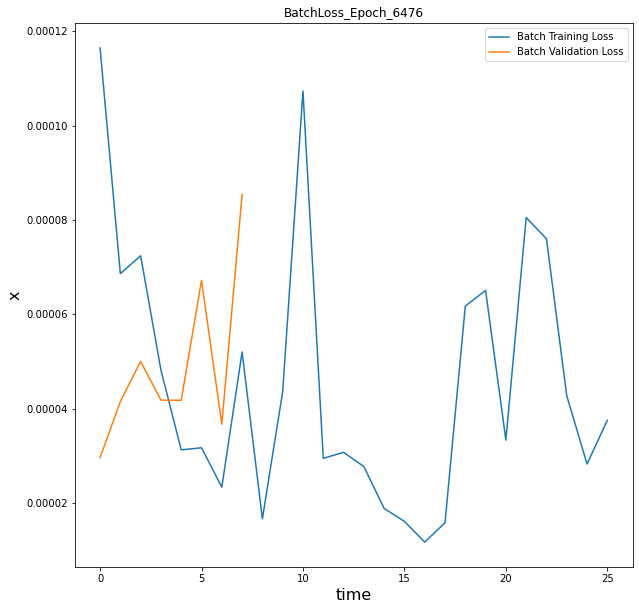 BatchLoss_Epoch_6476
Batch Training Loss
Batch Validation Loss
0.00012
0.00010
0.00008
0.00006
0.00004
0.00002
x
0 5 10 15 20 25
time